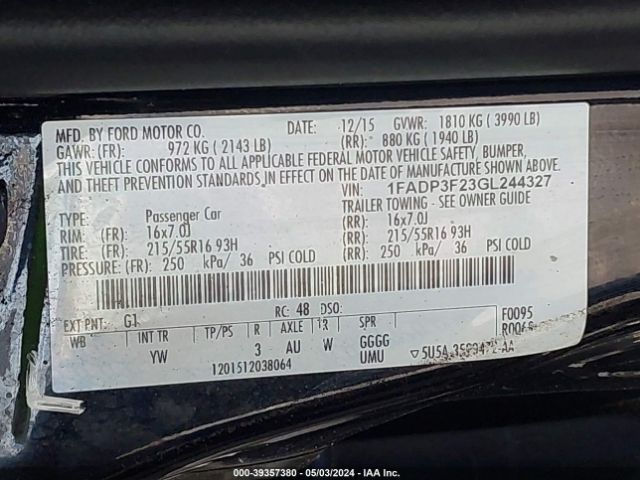 MFD. BY FORD MOTOR CO. DATE: 12/15 GVWR: 1810 KG ( 3990 LB)
GAWR:(FR): 972 KG ( 2143 LB) (RR): 880 KG ( 1940 LB)
THIS VEHICLE CONFORMS TO ALL APPLICABLE FEDERAL MOTOR VEHICLE SAFETY, BUMPER,
AND THEFT PREVENTION STANDARDS IN EFFECT ON THE DATE OF MANUFACTURE SHOWN ABOVE.
VIN: 1FADP3F23GL244327
TYPE: Passenger Car TRAILER TOWING - SEE OWNER GUIDE
RIM: (FR): 16x7.0J (RR): 16x7.0J
TIRE: (FR): 215/55R16 93H (RR): 215/55R16 93H
PRESSURE: (FR): 250 kPa/ 36 PSI COLD (RR): 250 kPa/ 36 PSI COLD
EXT PNT: G1 RC: 48 DSO: F0095
WB INT TR TP/PS R AXLE TR SPR
YW 3 AU W GGGG
UMU
1201512038064
000-39357380 - 05/03/2024 - IAA Inc.